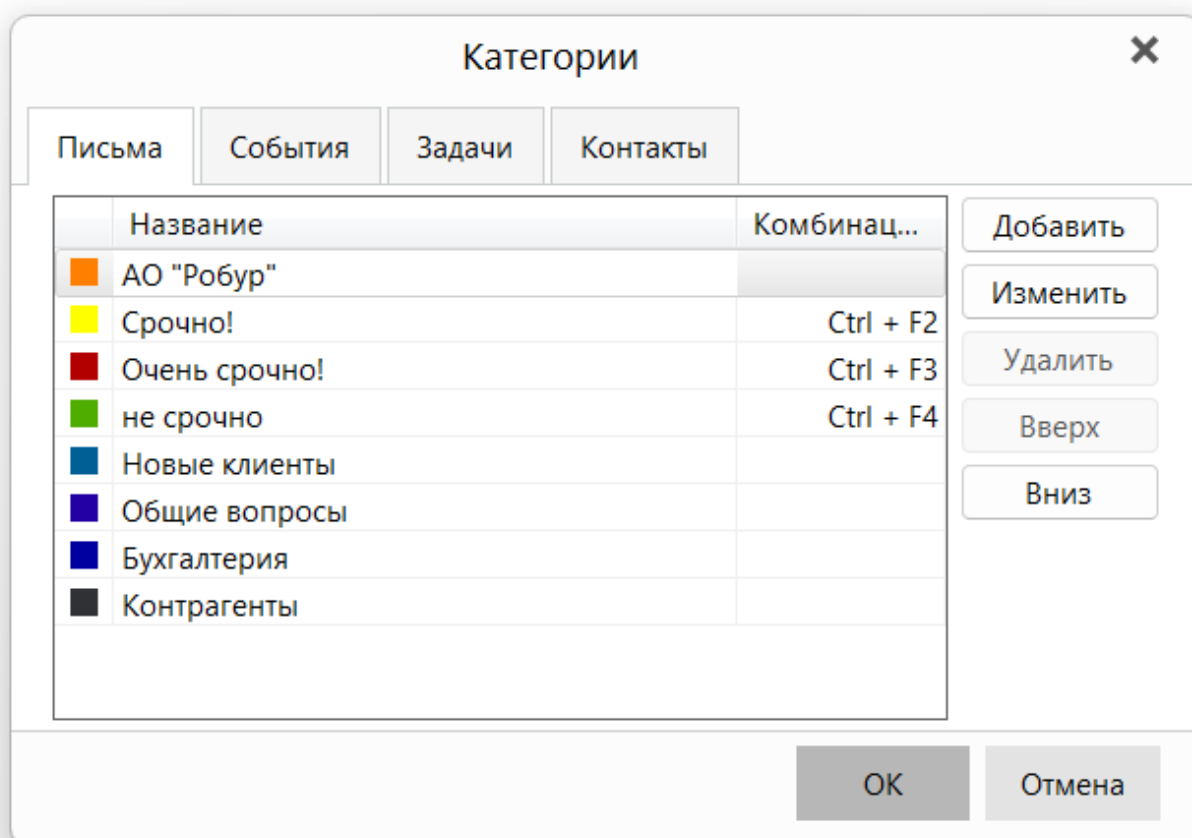 Категории
Письма События Задачи Контакты
Название Комбинац...
Добавить
АО "Робур"
Изменить
Срочно! Ctrl + F2
Очень срочно! Ctrl + F3
Удалить
не срочно Ctrl + F4
Вверх
Новые клиенты
Вниз
Общие вопросы
Бухгалтерия
Контрагенты
ОК Отмена